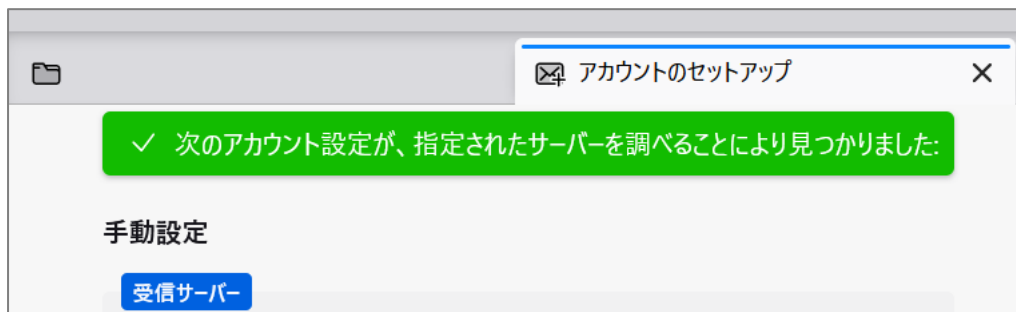 アカウントのセットアップ
次のアカウント設定が、指定されたサーバーを調べることにより見つかりました:
手動設定
受信サーバー